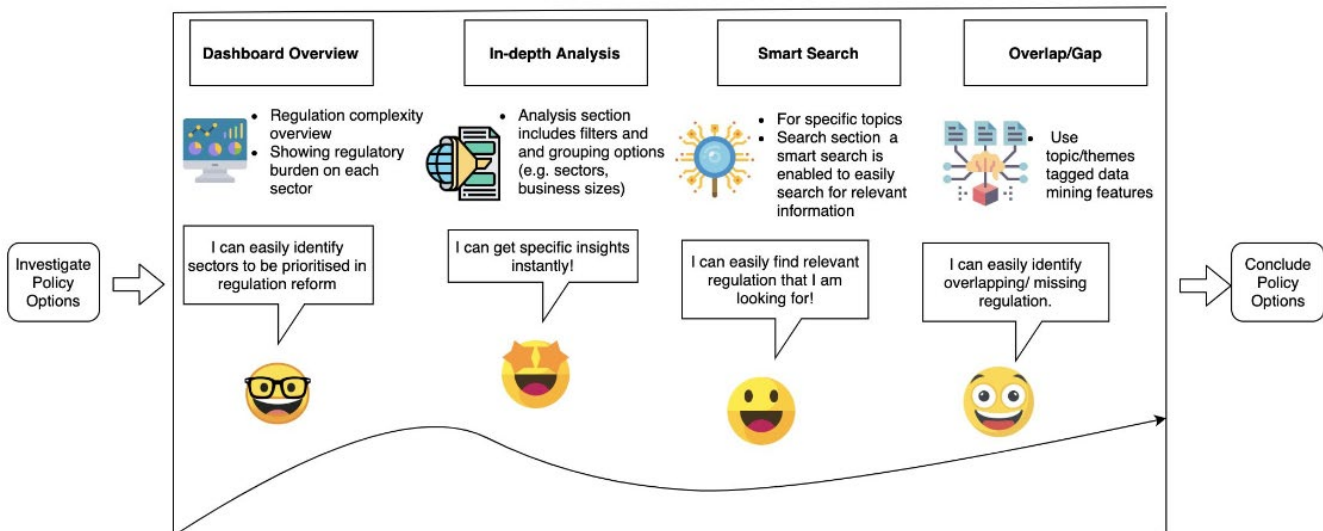 Dashboard Overview
In-depth Analysis
Smart Search
Overlap/Gap
• Regulation complexity
overview
• Showing regulatory
burden on each
sector
• Analysis section
includes filters and
and grouping options
(e.g. sectors,
business sizes)
• For specific topics
• Search section a
smart search is
enabled to easily
search for relevant
information
• Use
topic/themes
tagged data
mining features
Investigate
Policy
Options
I can easily identify
sectors to be prioritised in
regulation reform
I can get specific insights
instantly!
I can easily find relevant
regulation that I am
looking for!
I can easily identify
overlapping/ missing
regulation.
Conclude
Policy
Options